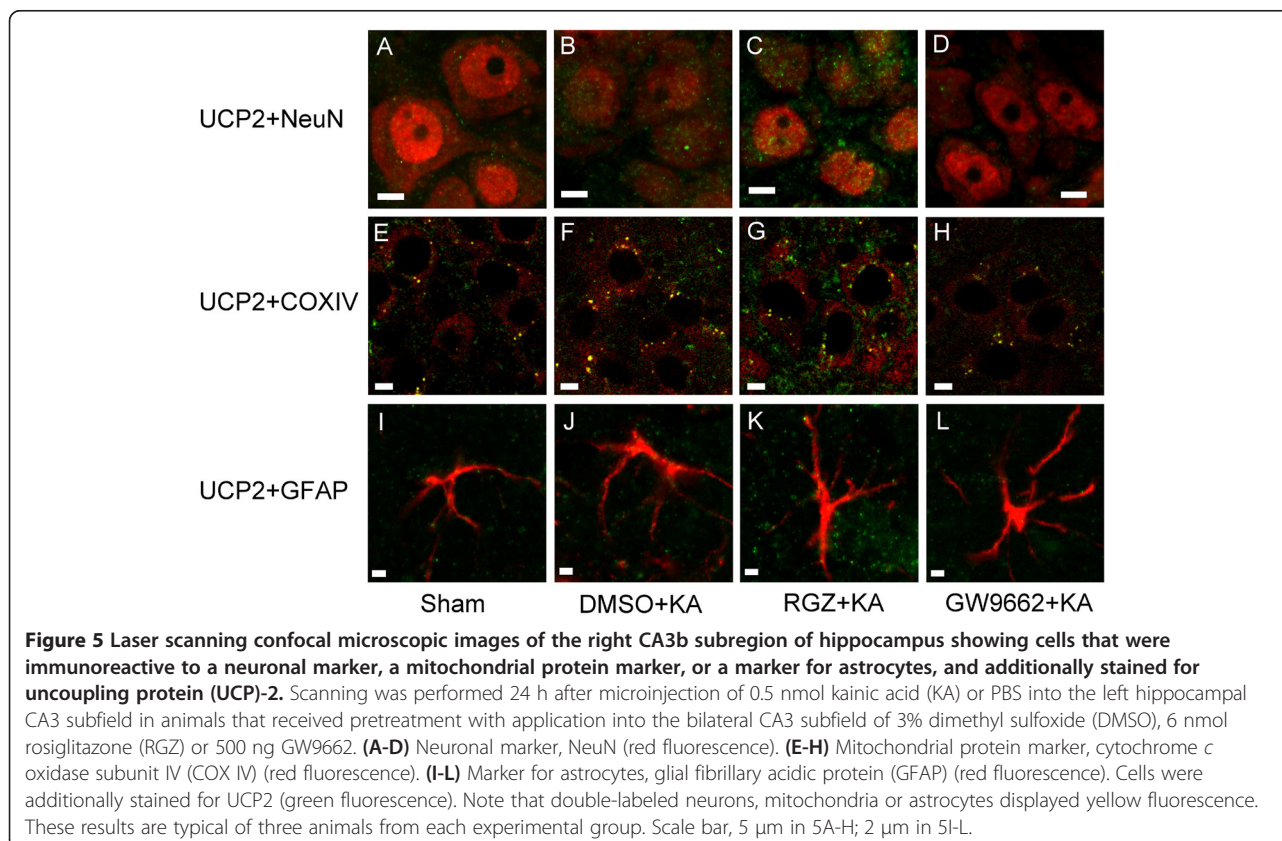 A
B
C
D
UCP2+NeuN
E
F
G
H
UCP2+COXIV
I
J
K
L
UCP2+GFAP
Sham
DMSO+KA
RGZ+KA
GW9662+KA
Figure 5 Laser scanning confocal microscopic images of the right CA3b subregion of hippocampus showing cells that were
immunoreactive to a neuronal marker, a mitochondrial protein marker, or a marker for astrocytes, and additionally stained for
uncoupling protein (UCP)-2. Scanning was performed 24 h after microinjection of 0.5 nmol kainic acid (KA) or PBS into the left hippocampal
CA3 subfield in animals that received pretreatment with application into the bilateral CA3 subfield of 3% dimethyl sulfoxide (DMSO), 6 nmol
rosiglitazone (RGZ) or 500 ng GW9662. (A-D) Neuronal marker, NeuN (red fluorescence). (E-H) Mitochondrial protein marker, cytochrome c
oxidase subunit IV (COX IV) (red fluorescence). (I-L) Marker for astrocytes, glial fibrillary acidic protein (GFAP) (red fluorescence). Cells were
additionally stained for UCP2 (green fluorescence). Note that double-labeled neurons, mitochondria or astrocytes displayed yellow fluorescence.
These results are typical of three animals from each experimental group. Scale bar, 5 μm in 5A-H; 2 μm in 5I-L.